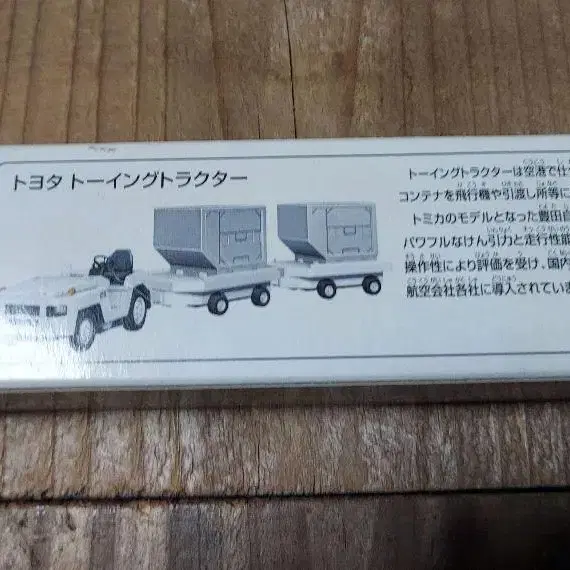 トヨタ トーイングトラクター
トーイングトラクターは空港で仕
コンテナを飛行機や引渡し所等に
トミカのモデルとなった豊田自
パワフルなけん引力と走行性能
操作性により評価を受け、国内
航空会社各社に導入されていま